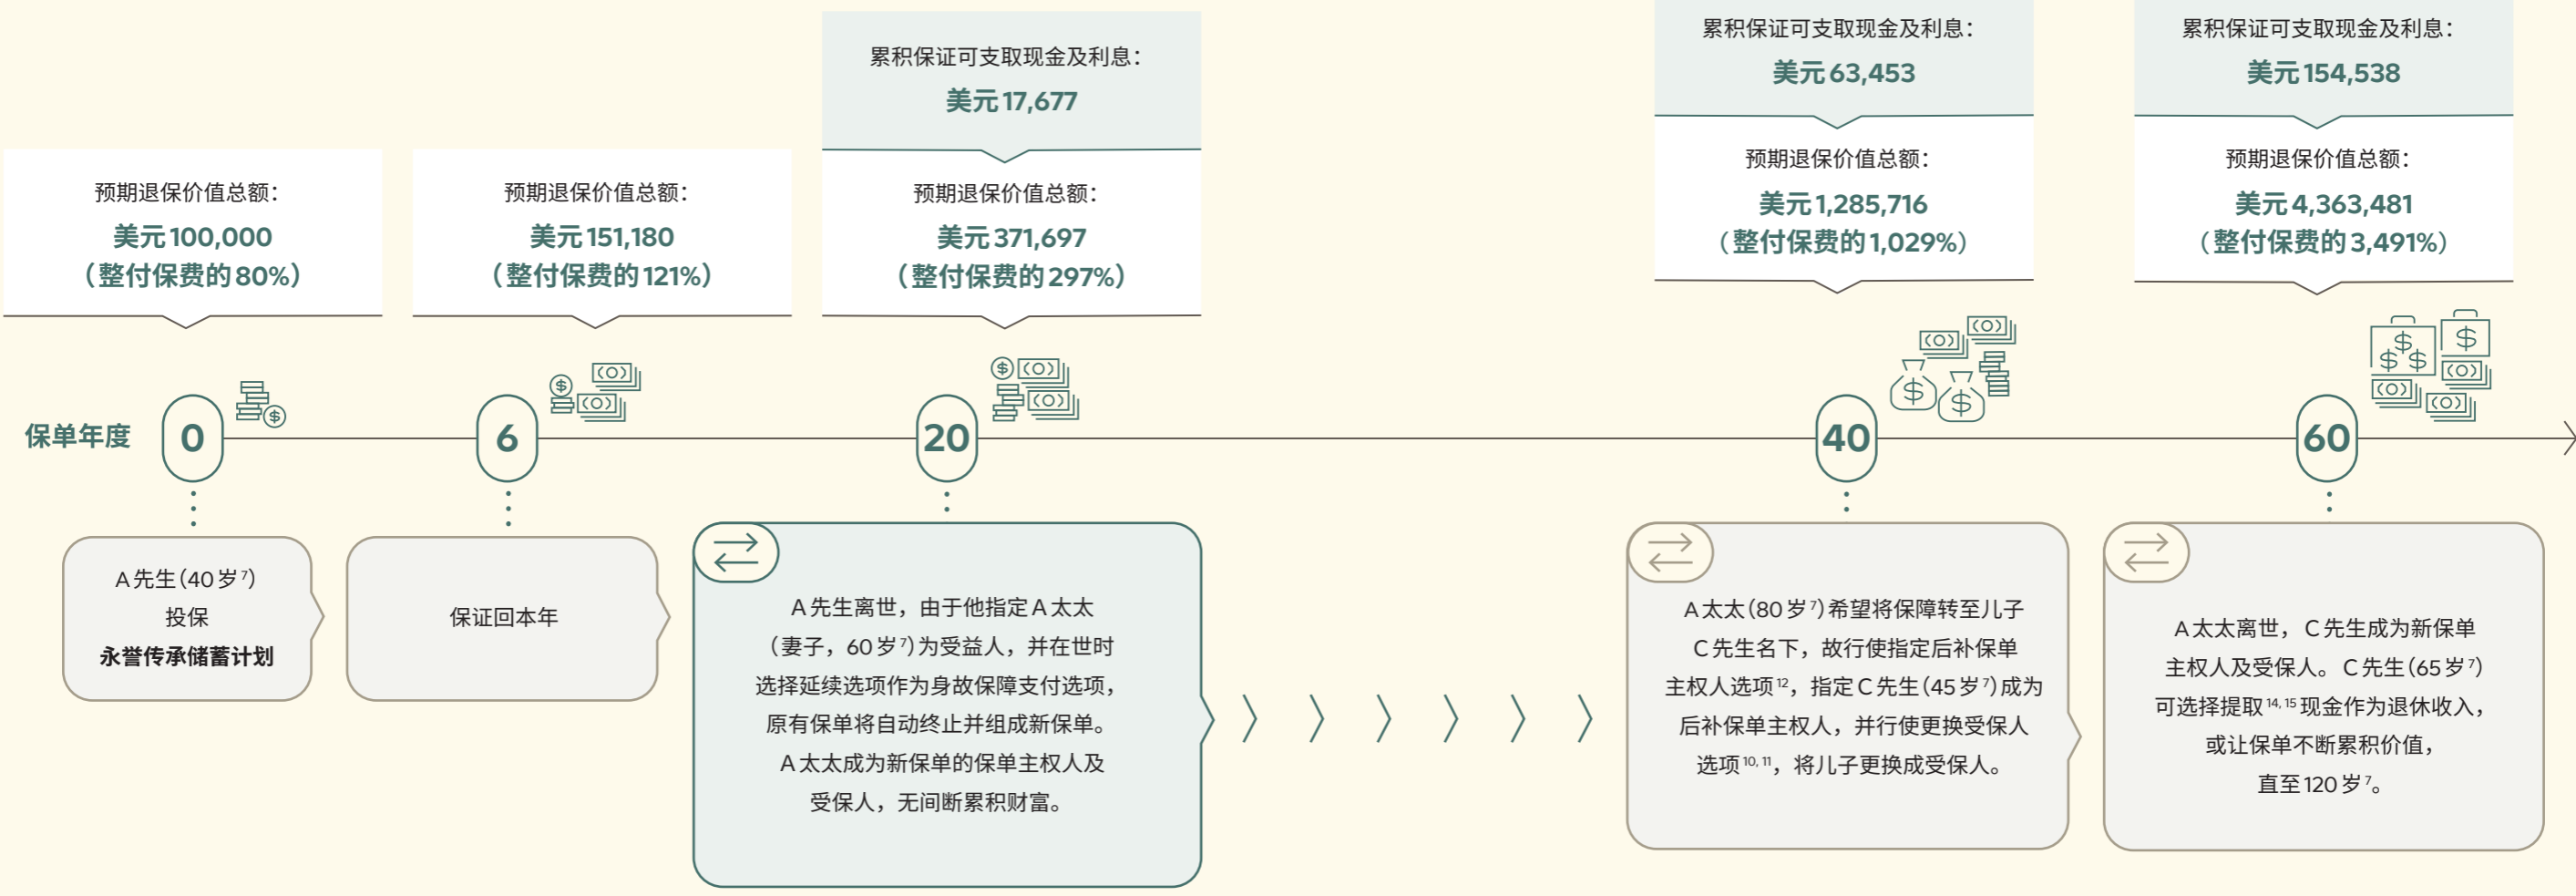 预期退保价值总额：
美元100,000
（整付保费的80%）
预期退保价值总额：
美元151,180
（整付保费的121%）
累积保证可支取现金及利息：
美元17,677
预期退保价值总额：
美元371,697
（整付保费的297%）
累积保证可支取现金及利息：
美元63,453
预期退保价值总额：
美元1,285,716
（整付保费的1,029%）
累积保证可支取现金及利息：
美元154,538
预期退保价值总额：
美元4,363,481
（整付保费的3,491%）
保单年度
0
6
20
40
60
A先生（40岁7）
投保
永誉传承储蓄计划
保证回本年
A先生离世，由于他指定A太太
（妻子，60岁7）为受益人，并在世时
选择延续选项作为身故保障支付选项，
原有保单将自动终止并组成新保单。
A太太成为新保单的保单主权人及
受保人，无间断累积财富。
A太太（80岁7）希望将保障转至儿子
C先生名下，故行使指定后补保单
主权人选项12，指定C先生（45岁7）成为
后补保单主权人，并行使更换受保人
选项10, 11，将儿子更换成受保人。
A太太离世，C先生成为新保单
主权人及受保人。C先生（65岁7）
可选择提取14, 15现金作为退休收入，
或让保单不断累积价值，
直至120岁7。